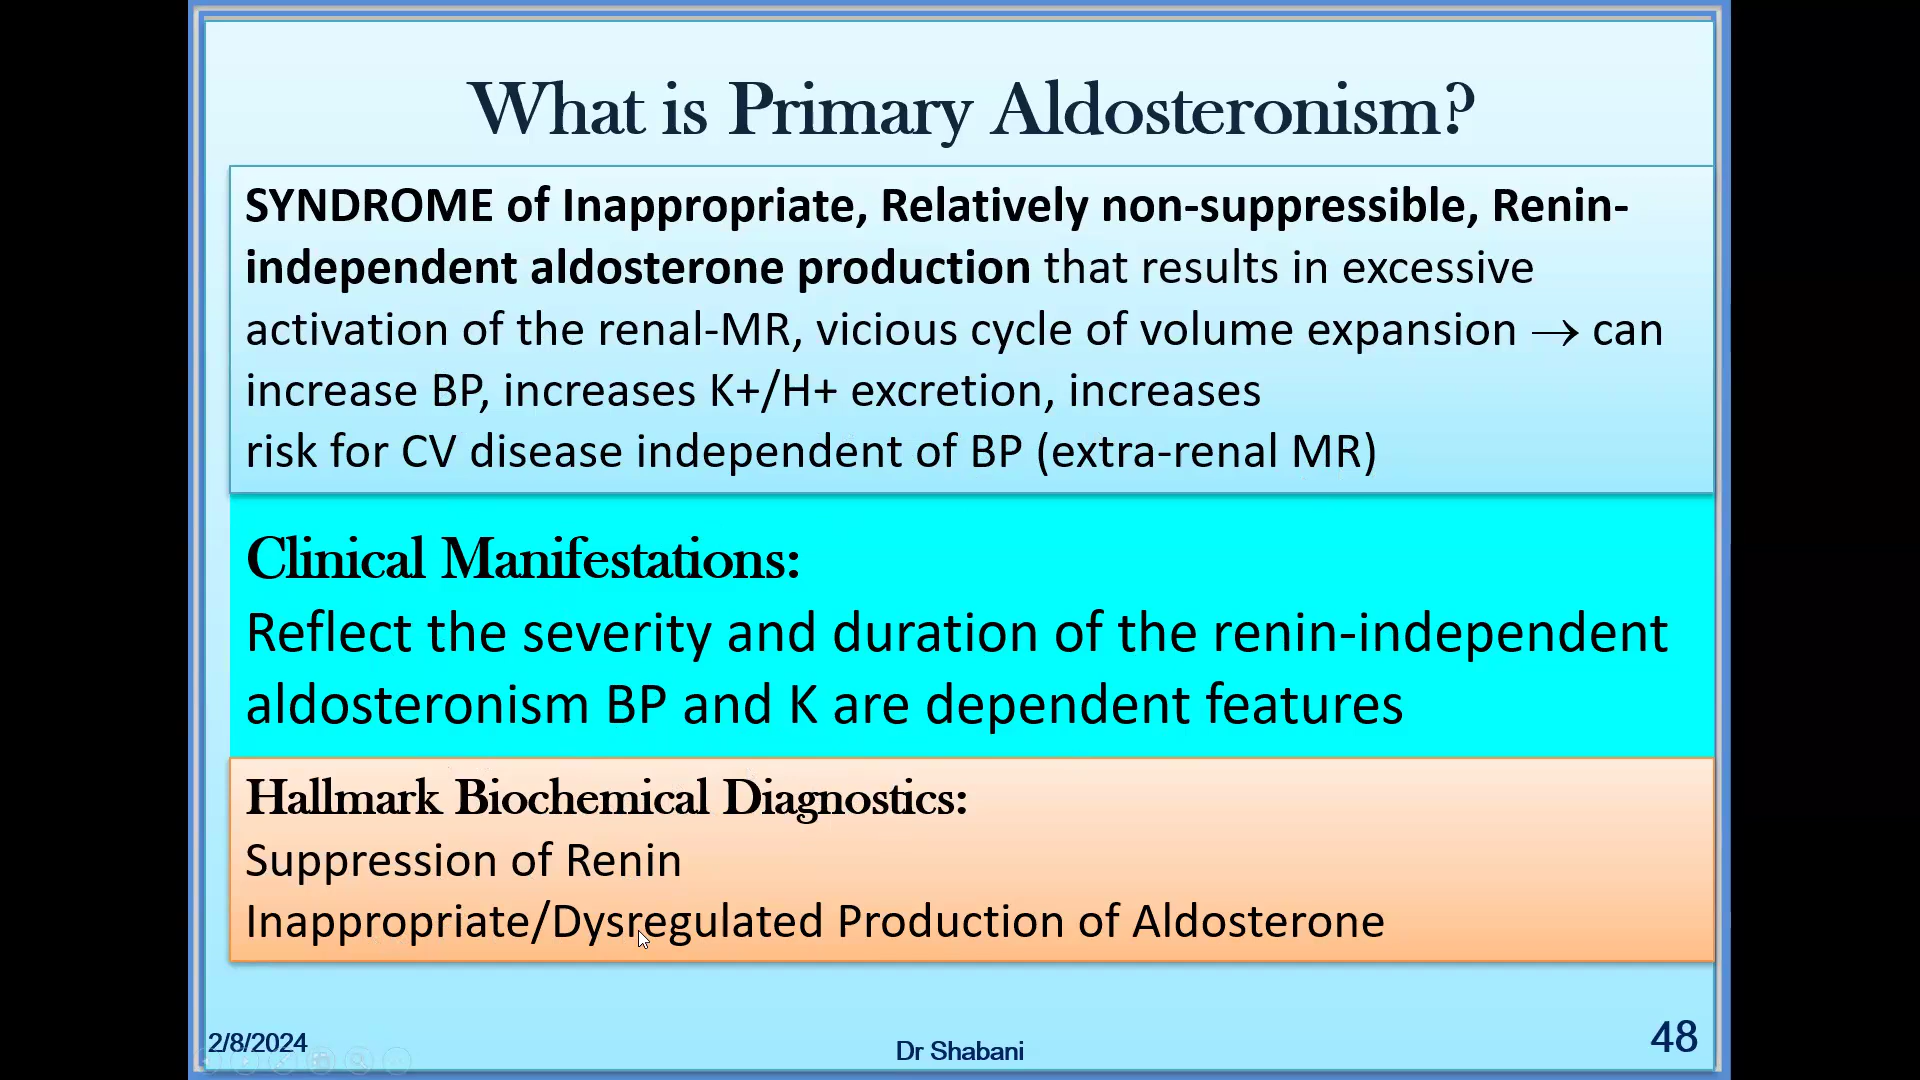 What is Primary Aldosteronism?
SYNDROME of Inappropriate, Relatively non-suppressible, Renin-
independent aldosterone production that results in excessive
activation of the renal-MR, vicious cycle of volume expansion → can
increase BP, increases K+/H+ excretion, increases
risk for CV disease independent of BP (extra-renal MR)
Clinical Manifestations:
Reflect the severity and duration of the renin-independent
aldosteronism BP and K are dependent features
Hallmark Biochemical Diagnostics:
Suppression of Renin
Inappropriate/Dysregulated Production of Aldosterone
2/8/2024
Dr Shabani
48